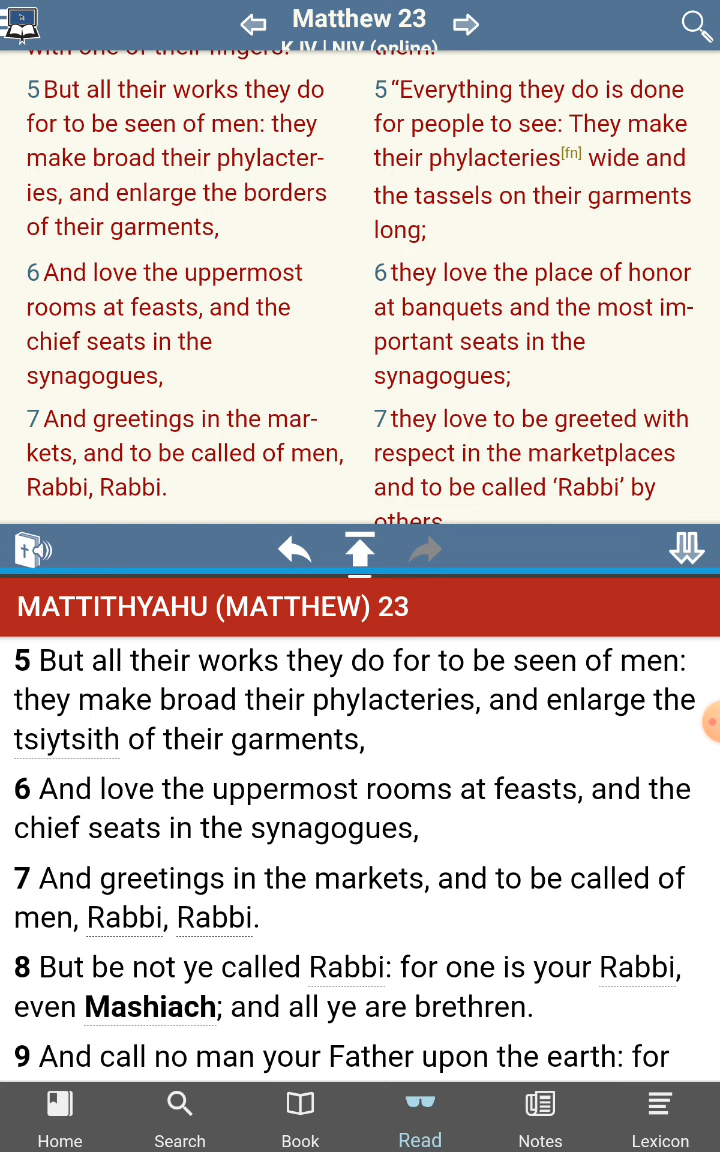 Matthew 23
KJV | NIV (online)
with one of their fingers.
5 But all their works they do
for to be seen of men: they
make broad their phylacter-
ies, and enlarge the borders
of their garments,
6 And love the uppermost
rooms at feasts, and the
chief seats in the
synagogues,
7 And greetings in the mar-
kets, and to be called of men,
Rabbi, Rabbi.
them.
5 “Everything they do is done
for people to see: They make
their phylacteries[fn] wide and
the tassels on their garments
long;
6 they love the place of honor
at banquets and the most im-
portant seats in the
synagogues;
7 they love to be greeted with
respect in the marketplaces
and to be called ‘Rabbi’ by
others
MATTITHYAHU (MATTHEW) 23
5 But all their works they do for to be seen of men:
they make broad their phylacteries, and enlarge the
tsiytsith of their garments,
6 And love the uppermost rooms at feasts, and the
chief seats in the synagogues,
7 And greetings in the markets, and to be called of
men, Rabbi, Rabbi.
8 But be not ye called Rabbi: for one is your Rabbi,
even Mashiach; and all ye are brethren.
9 And call no man your Father upon the earth: for
Home
Search
Book
Read
Notes
Lexicon